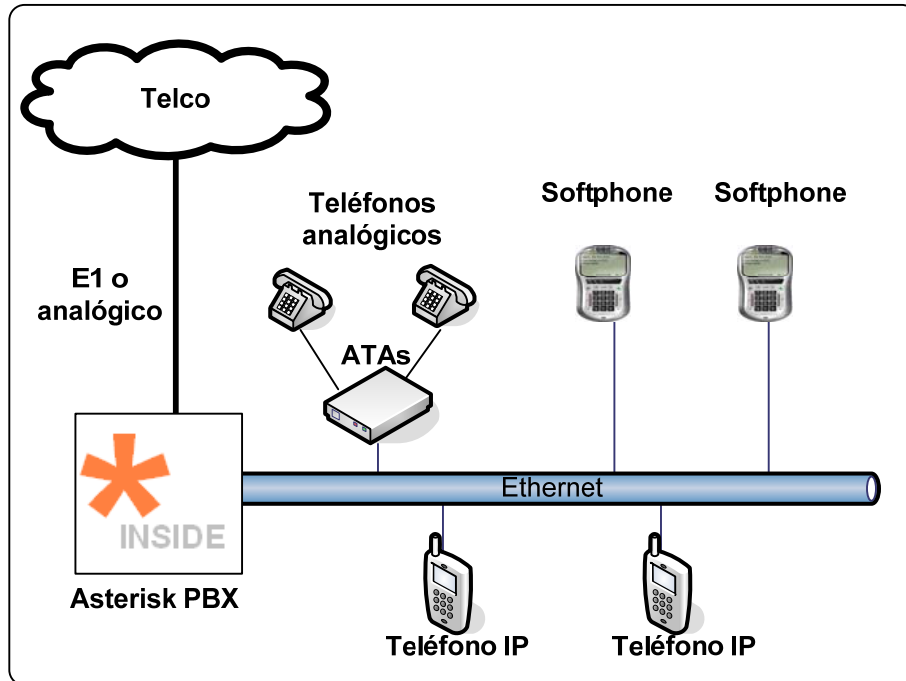 Telco
E1 o
analógico
Teléfonos
analógicos
Softphone
Softphone
ATAs
Ethernet
INSIDE
Asterisk PBX
Teléfono IP
Teléfono IP